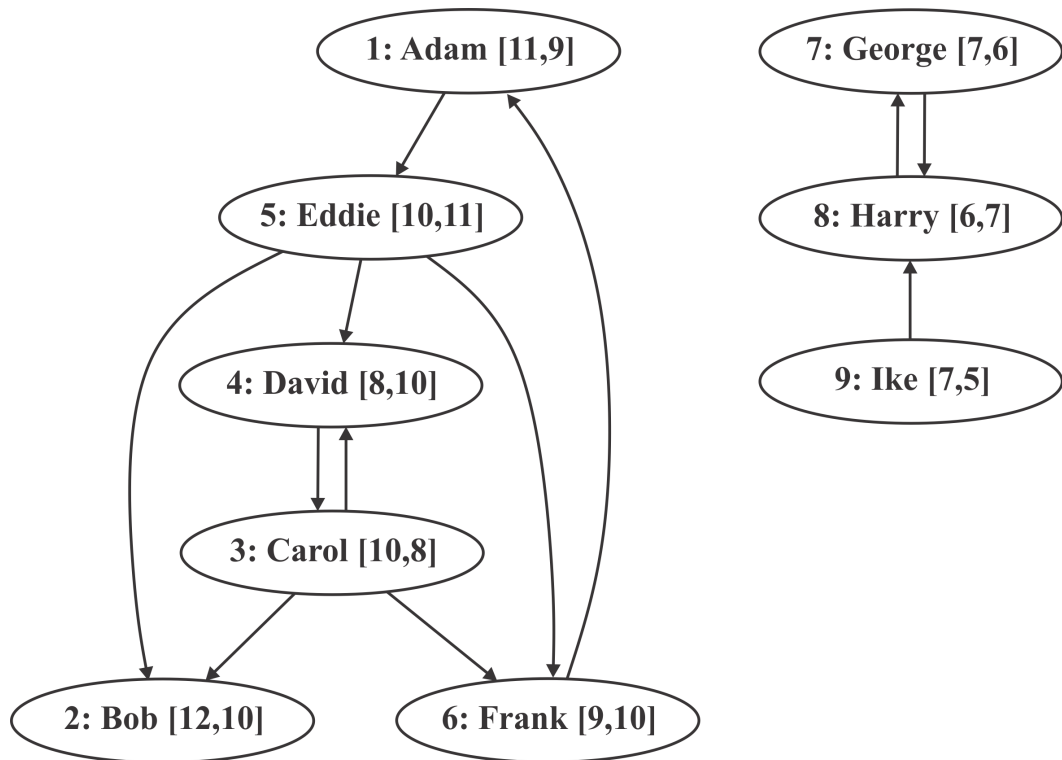 1: Adam [11,9]
7: George [7,6]
5: Eddie [10,11]
8: Harry [6,7]
4: David [8,10]
9: Ike [7,5]
3: Carol [10,8]
2: Bob [12,10]
6: Frank [9,10]